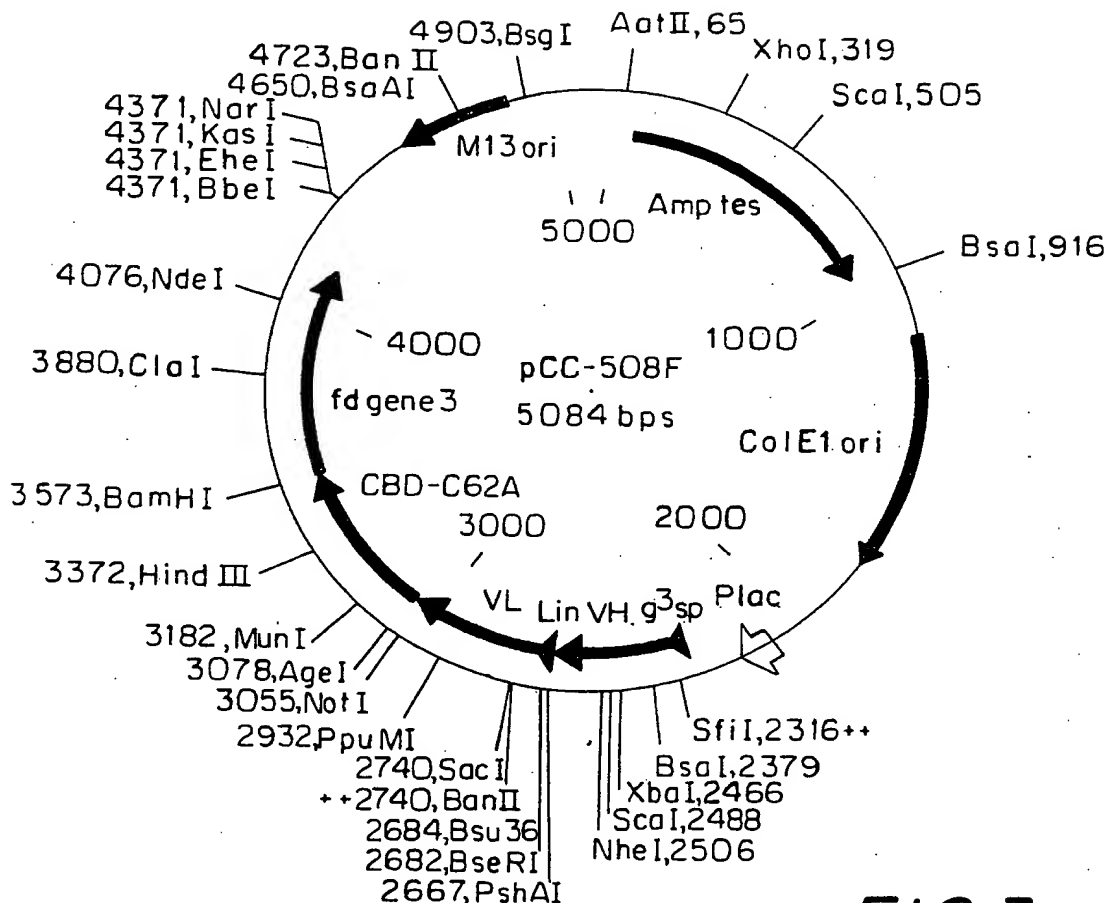 4903,BsgI
AatII,65
4723,Ban II
XhoI,319
4650,BsaAI
ScaI,505
4371,NarI
4371,KasI
4371,EheI
4371,BbeI
M13ori
Amp tes
5000
BsaI,916
4076,NdeI
1000
4000
pCC-508F
3880,ClaI
fdgene3
5084 bps
ColE1.ori
3573,BamHI
CBD-C62A
3000
2000
3372,Hind III
VL
Lin
VH.
g3sp
Plac
3182,MunI
3078,AgeI
3055,NotI
2932,PpuMI
SfiI,2316++
2740,SacI
BsaI,2379
++2740,BanII
XbaI,2466
2684,Bsu36
ScaI,2488
2682,BseRI
NheI,2506
2667,PshAI